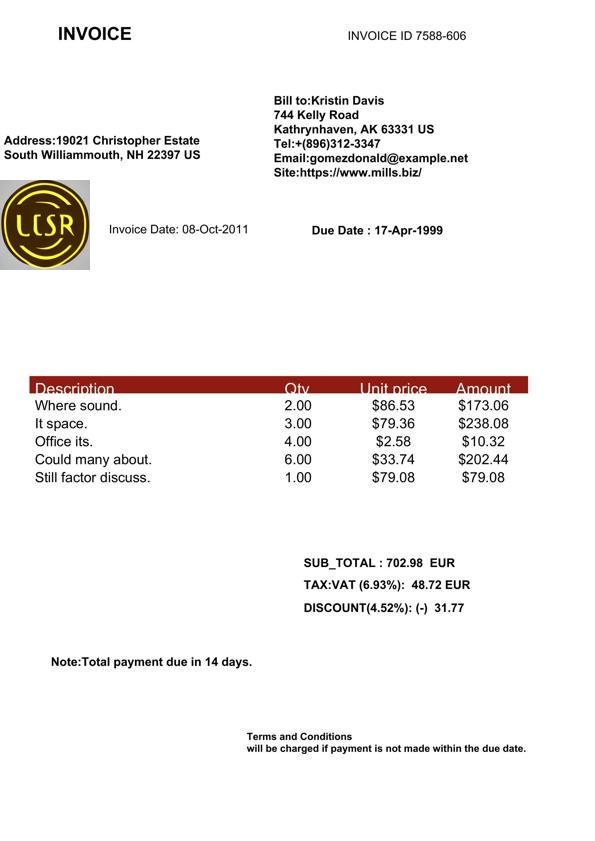 INVOICE
INVOICE ID 7588-606
Bill to:Kristin Davis
744 Kelly Road
Kathrynhaven, AK 63331 US
Tel:+(896)312-3347
Email:gomezdonald@example.net
Site:https://www.mills.biz/
Address:19021 Christopher Estate
South Williammouth, NH 22397 US
LCSR
Invoice Date: 08-Oct-2011
Due Date : 17-Apr-1999
Description Qty Unit price Amount
Where sound. 2.00 $86.53 $173.06
It space. 3.00 $79.36 $238.08
Office its. 4.00 $2.58 $10.32
Could many about. 6.00 $33.74 $202.44
Still factor discuss. 1.00 $79.08 $79.08
SUB_TOTAL : 702.98 EUR
TAX:VAT (6.93%): 48.72 EUR
DISCOUNT(4.52%): (-) 31.77
Note:Total payment due in 14 days.
Terms and Conditions
will be charged if payment is not made within the due date.